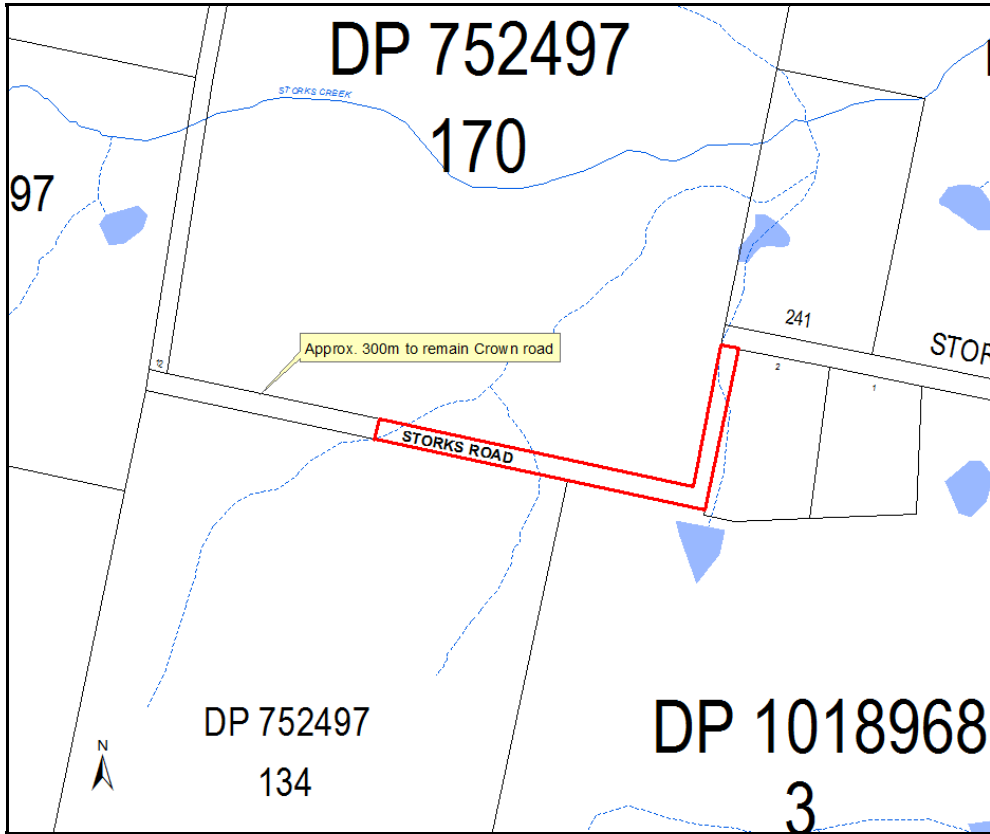 DP 752497
STORKS CREEK
170
97
241
STOR
Approx. 300m to remain Crown road
2
1
STORKS ROAD
DP 752497
134
N
DP 1018968
3